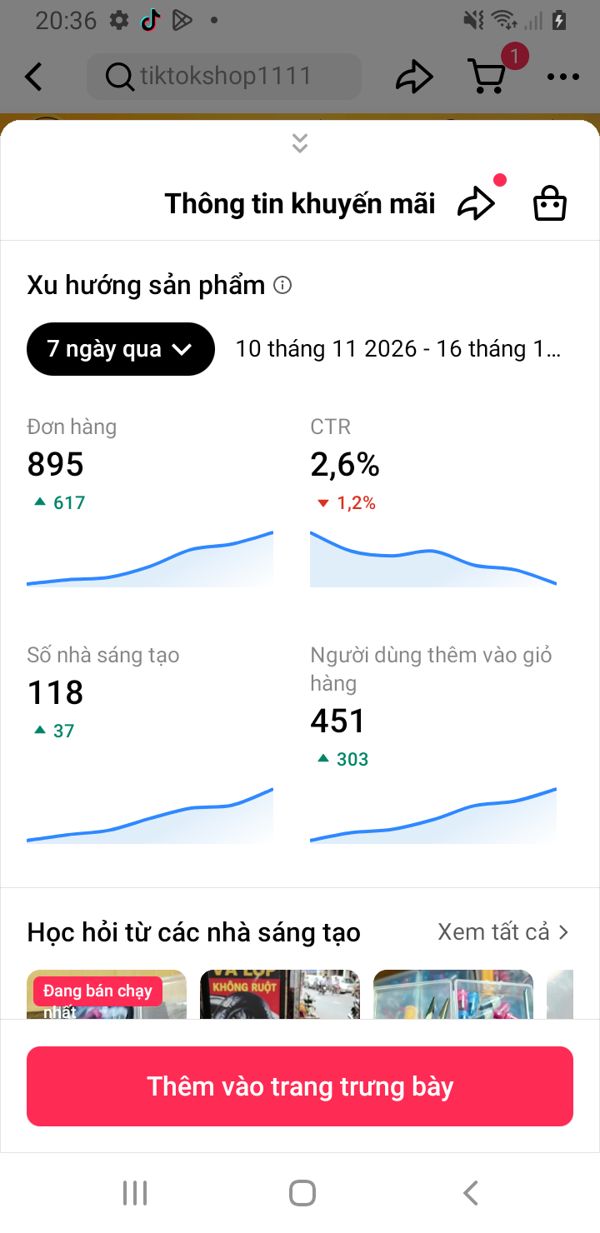 20:36
1
tiktokshop1111
Thông tin khuyến mãi
Xu hướng sản phẩm
7 ngày qua
10 tháng 11 2026 - 16 tháng 1...
Đơn hàng
895
617
CTR
2,6%
1,2%
Số nhà sáng tạo
118
37
Người dùng thêm vào giỏ
hàng
451
303
Học hỏi từ các nhà sáng tạo
Xem tất cả
Đang bán chạy
nhất
KHÔNG RUỘT
Thêm vào trang trưng bày